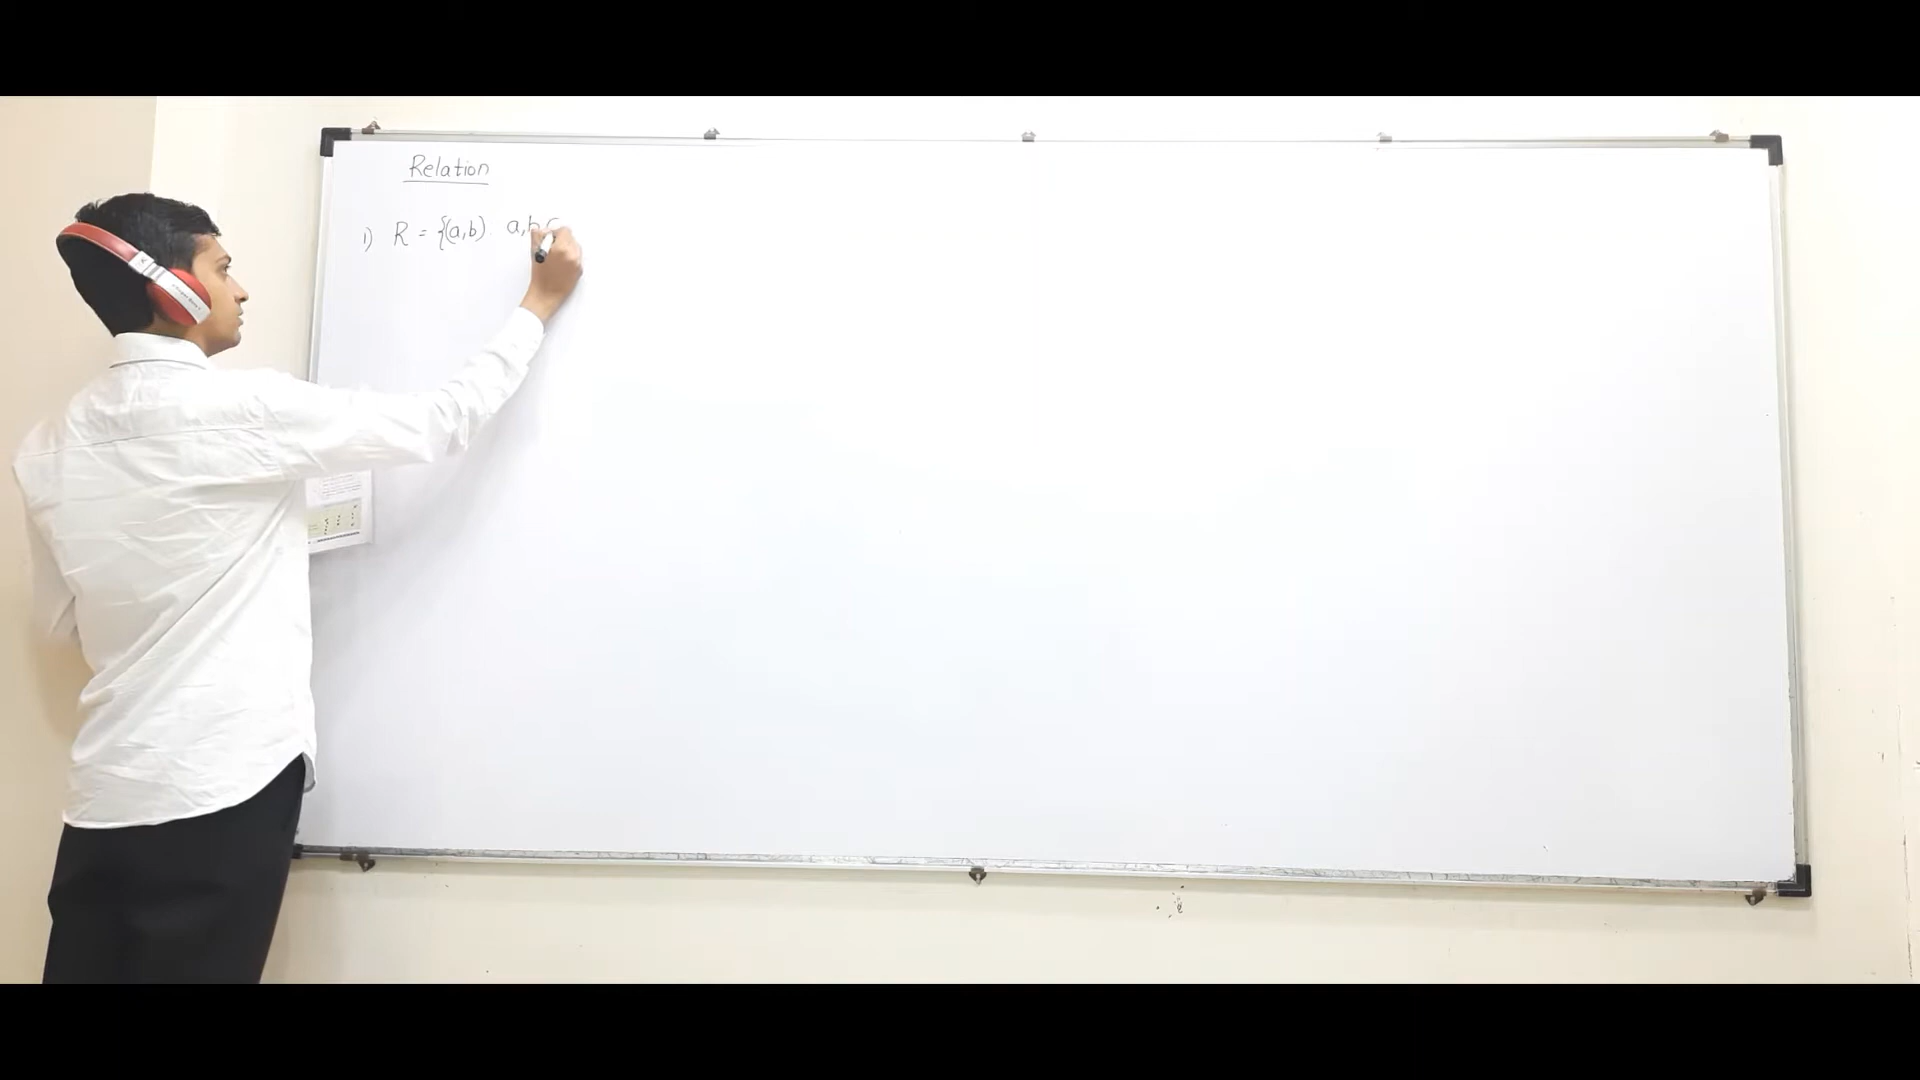 Relation
1) R = {(a,b) : a,b